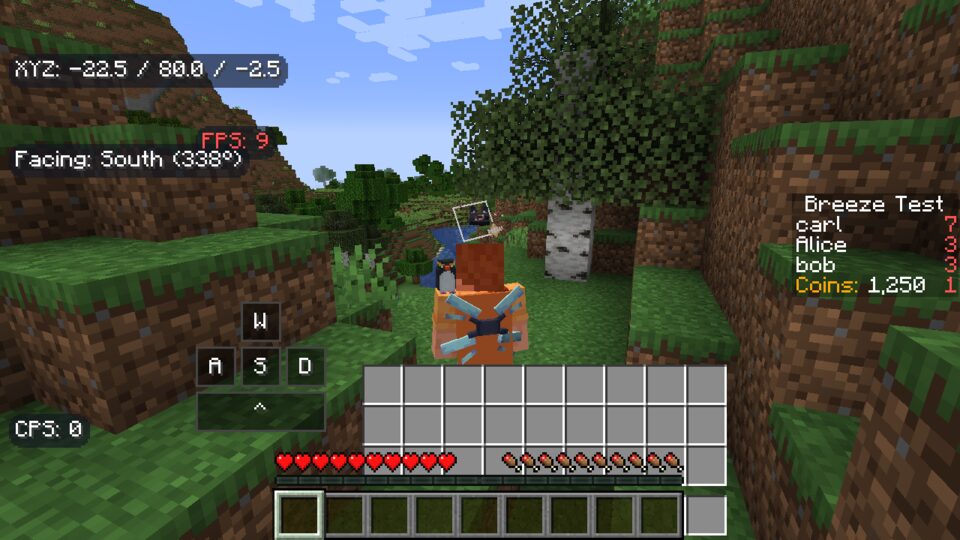 XYZ: -22.5 / 80.0 / -2.5
FPS: 9
Facing: South (338°)
Breeze Test
carl 7
Alice 3
bob 3
Coins: 1,250 1
W
A S D
^
CPS: 0